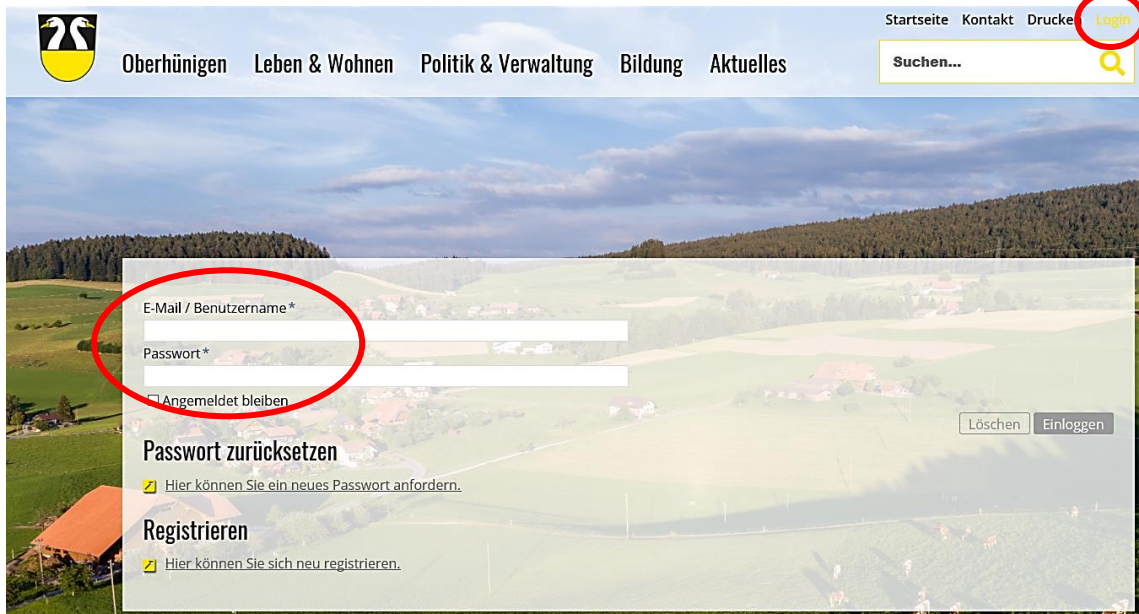 Startseite Kontakt Drucken Login
Oberhünigen Leben & Wohnen Politik & Verwaltung Bildung Aktuelles
Suchen...
E-Mail / Benutzername*
Passwort*
Angemeldet bleiben
Löschen Einloggen
Passwort zurücksetzen
Hier können Sie ein neues Passwort anfordern.
Registrieren
Hier können Sie sich neu registrieren.